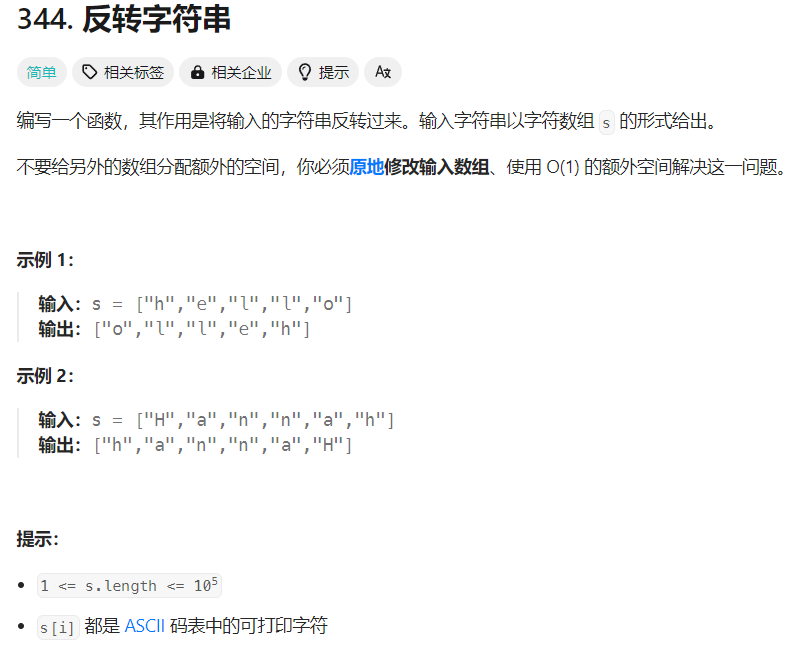 344. 反转字符串
简单 相关标签 相关企业 提示 Az
编写一个函数，其作用是将输入的字符串反转过来。输入字符串以字符数组 s 的形式给出。
不要给另外的数组分配额外的空间，你必须原地修改输入数组、使用 O(1) 的额外空间解决这一问题。
示例 1：
输入：s = ["h","e","l","l","o"]
输出：["o","l","l","e","h"]
示例 2：
输入：s = ["H","a","n","n","a","h"]
输出：["h","a","n","n","a","H"]
提示：
• 1 <= s.length <= 10⁵
• s[i] 都是 ASCII 码表中的可打印字符